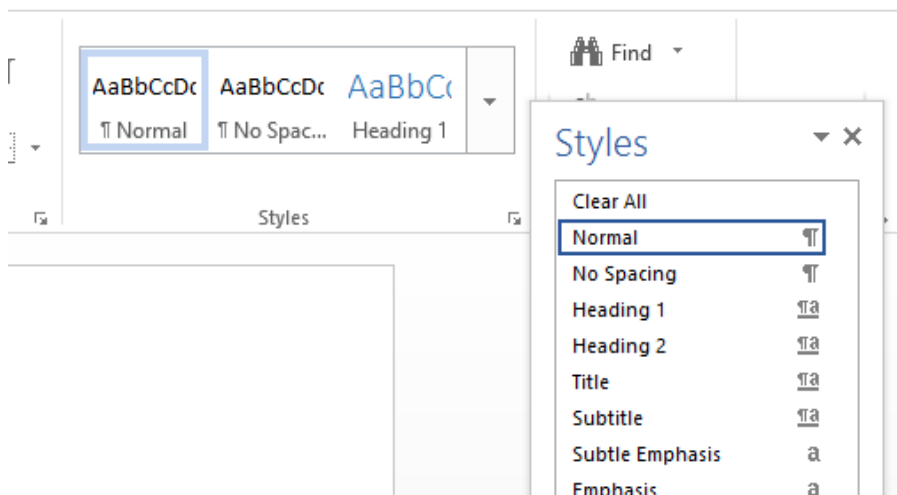 AaBbCcDc AaBbCcDc AaBbC(
¶ Normal ¶ No Spac... Heading 1
Styles
Find
Styles
Clear All
Normal ¶
No Spacing ¶
Heading 1 ¶a
Heading 2 ¶a
Title ¶a
Subtitle ¶a
Subtle Emphasis a
Emphasis a